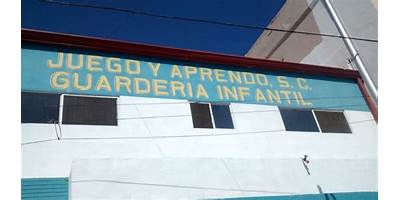 JUEGO Y APRENDO, S. C.
GUARDERIA INFANTIL